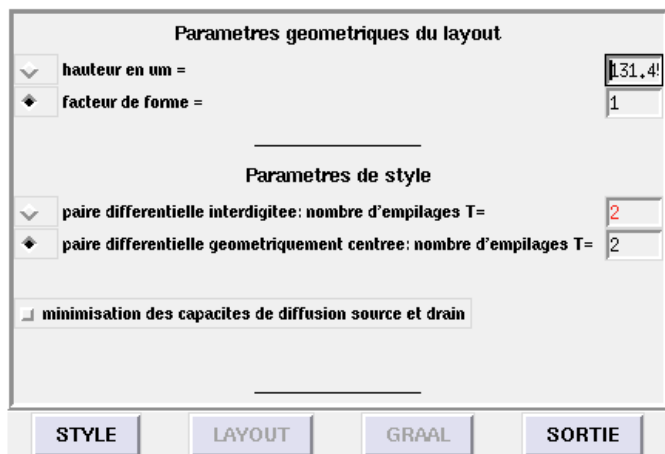 Parametres geometriques du layout
hauteur en um =
facteur de forme = 1
Parametres de style
paire differentielle interdigitee: nombre d'empilages T= 2
paire differentielle geometriquement centree: nombre d'empilages T= 2
minimisation des capacites de diffusion source et drain
STYLE LAYOUT GRAAL SORTIE